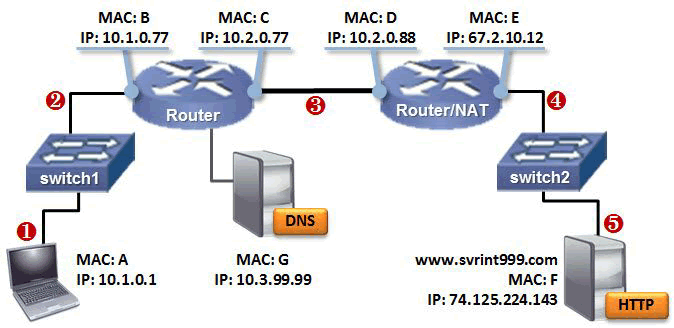 MAC: B
IP: 10.1.0.77
MAC: C
IP: 10.2.0.77
MAC: D
IP: 10.2.0.88
MAC: E
IP: 67.2.10.12
2
Router
3
Router/NAT
4
switch1
switch2
DNS
1
5
MAC: A
IP: 10.1.0.1
MAC: G
IP: 10.3.99.99
www.svrint999.com
MAC: F
IP: 74.125.224.143
HTTP